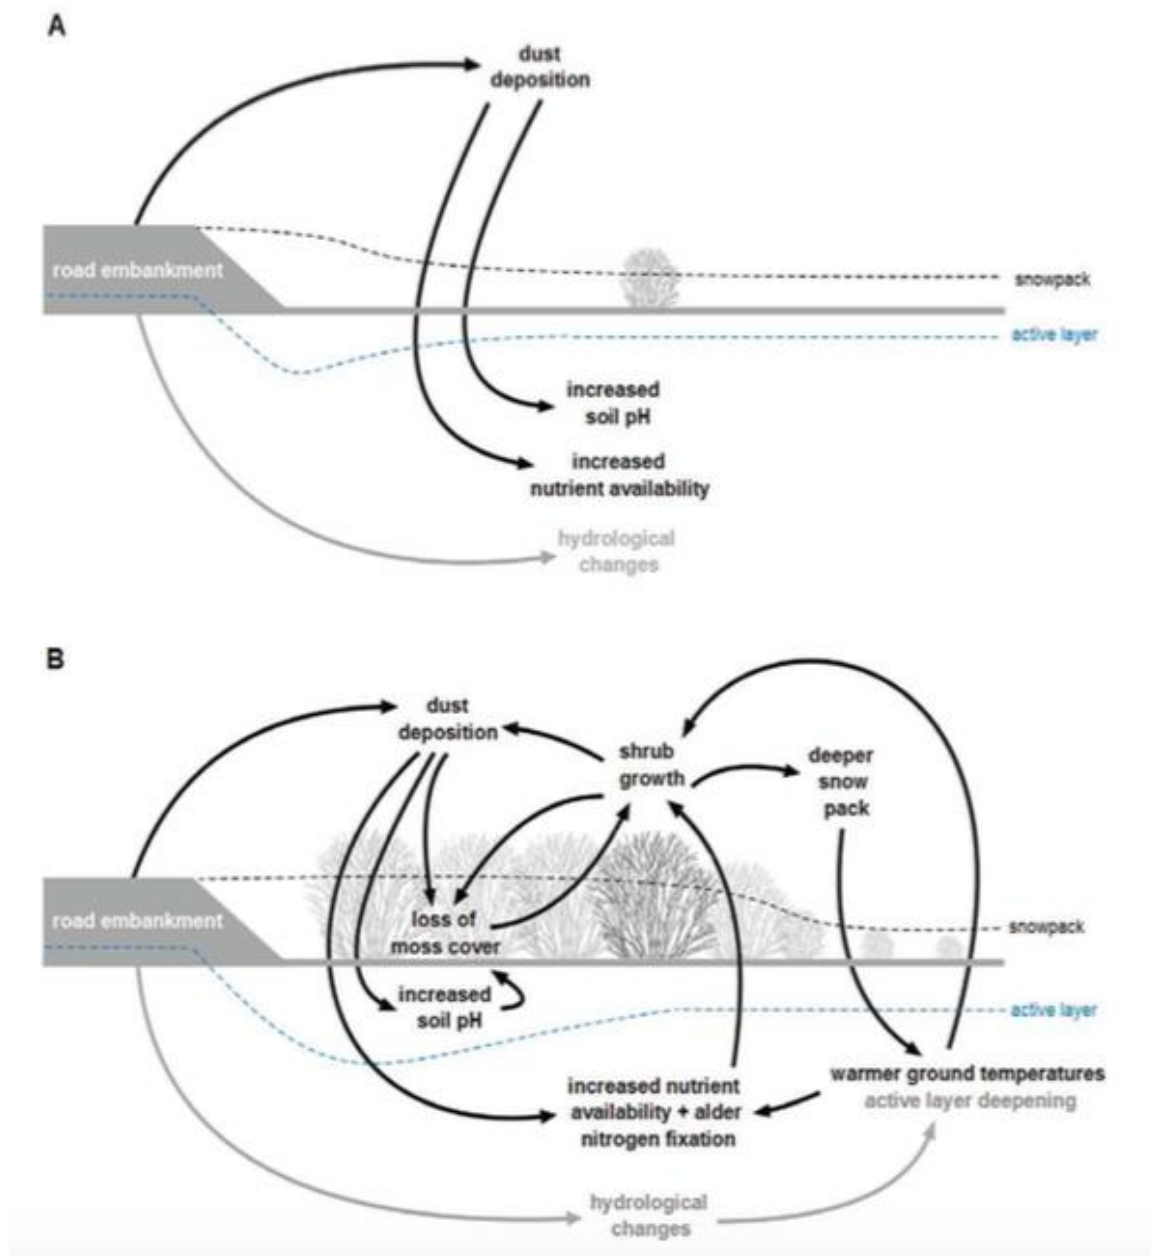 A
dust
deposition
road embankment
snowpack
active layer
increased
soil pH
increased
nutrient availability
hydrological
changes
B
dust
deposition
shrub
growth
deeper
snow
pack
road embankment
loss of
moss cover
snowpack
increased
soil pH
active layer
warmer ground temperatures
active layer deepening
increased nutrient
availability + alder
nitrogen fixation
hydrological
changes